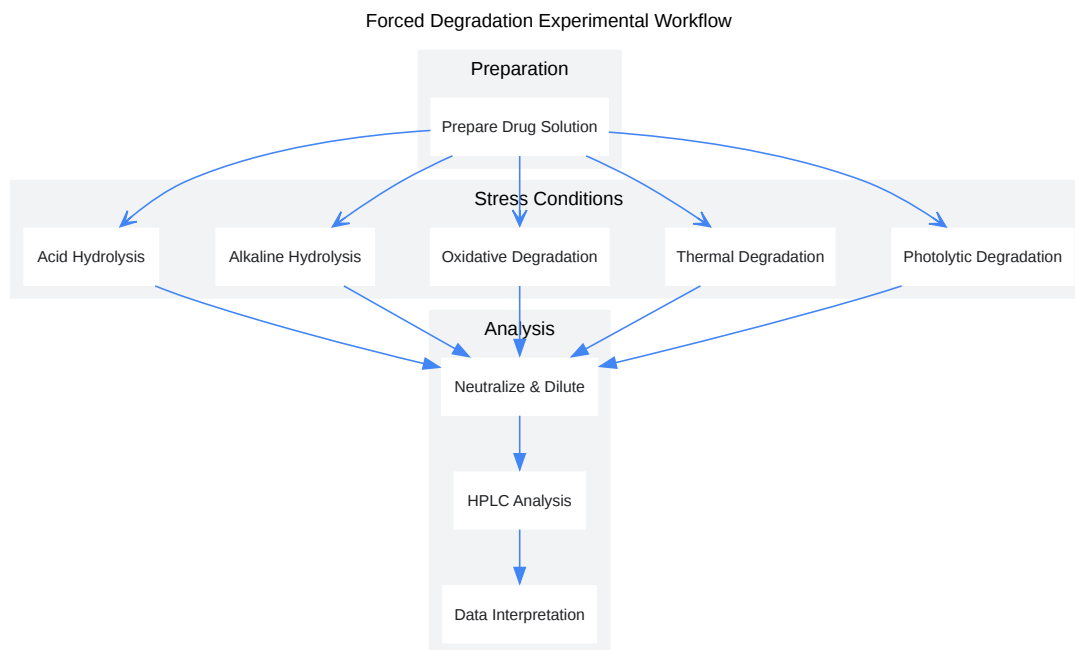 Forced Degradation Experimental Workflow
Preparation
Prepare Drug Solution
Stress Conditions
Acid Hydrolysis
Alkaline Hydrolysis
Oxidative Degradation
Thermal Degradation
Photolytic Degradation
Analysis
Neutralize & Dilute
HPLC Analysis
Data Interpretation